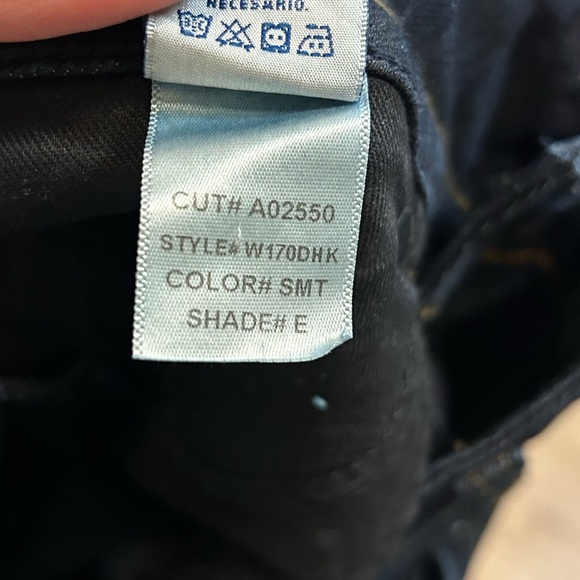 NECESARIO.
CUT# A02550
STYLE# W170DHK
COLOR# SMT
SHADE# E